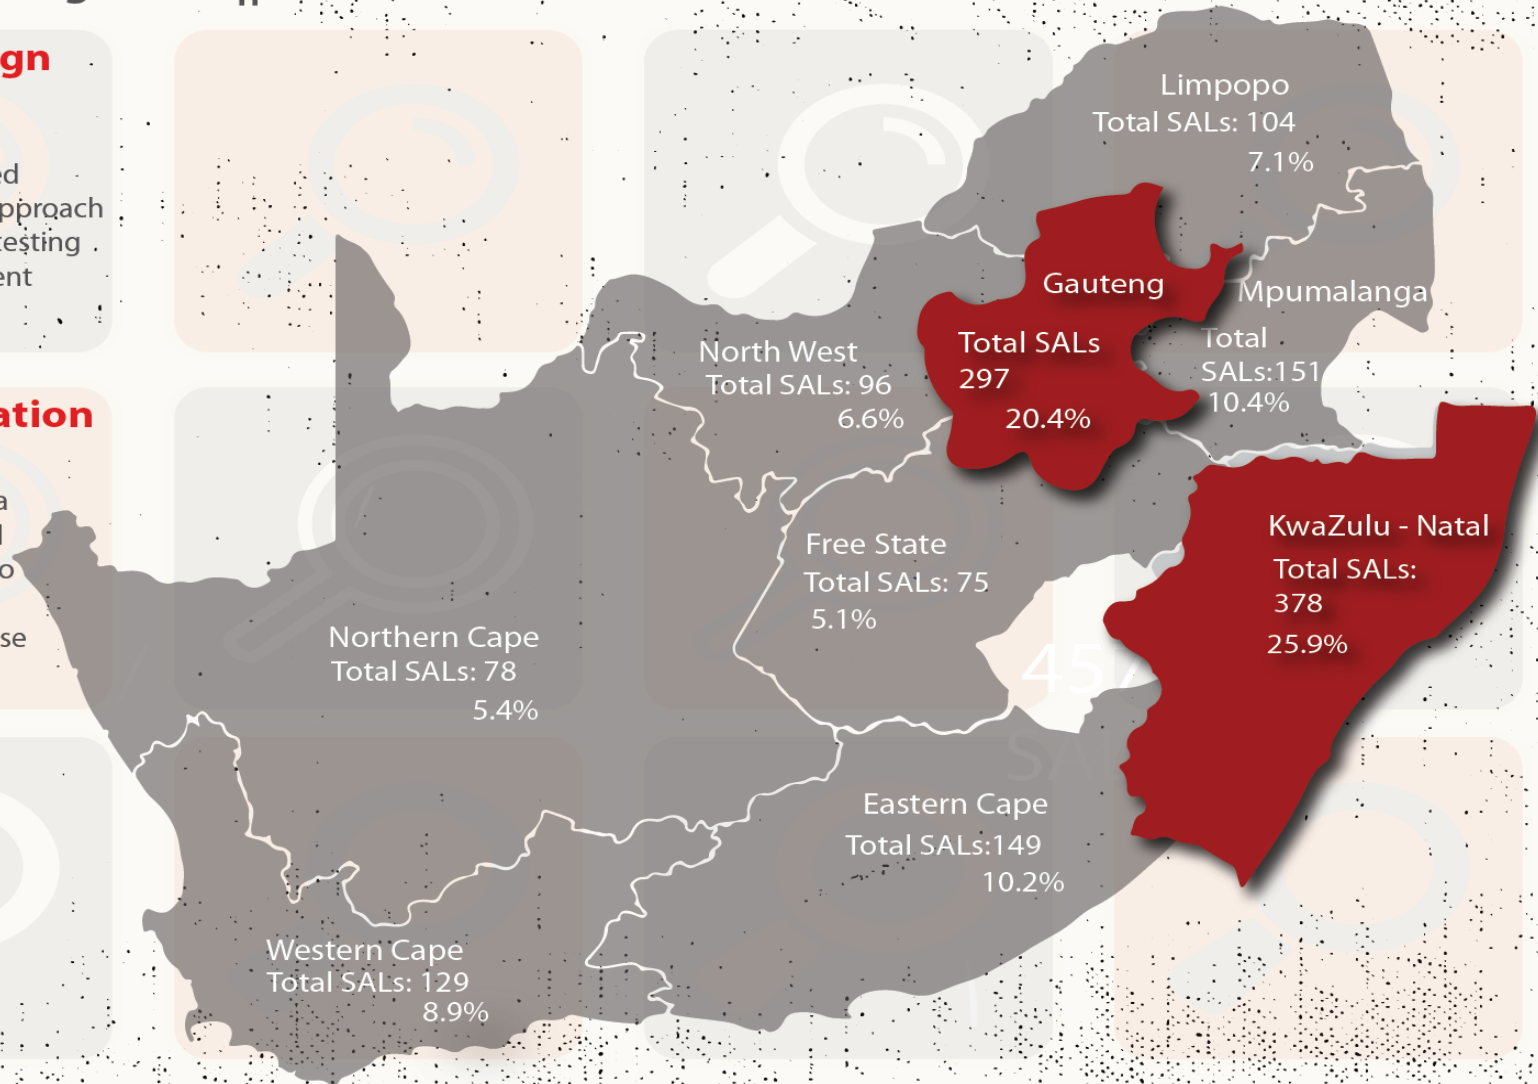 gn
ed
pproach
testing
ent
ation
a
l
o
se
Limpopo
Total SALs: 104
7.1%
Gauteng
Total SALs
297
20.4%
Mpumalanga
Total
SALs:151
10.4%
North West
Total SALs: 96
6.6%
KwaZulu - Natal
Total SALs:
378
25.9%
Free State
Total SALs: 75
5.1%
Northern Cape
Total SALs: 78
5.4%
Eastern Cape
Total SALs:149
10.2%
Western Cape
Total SALs: 129
8.9%